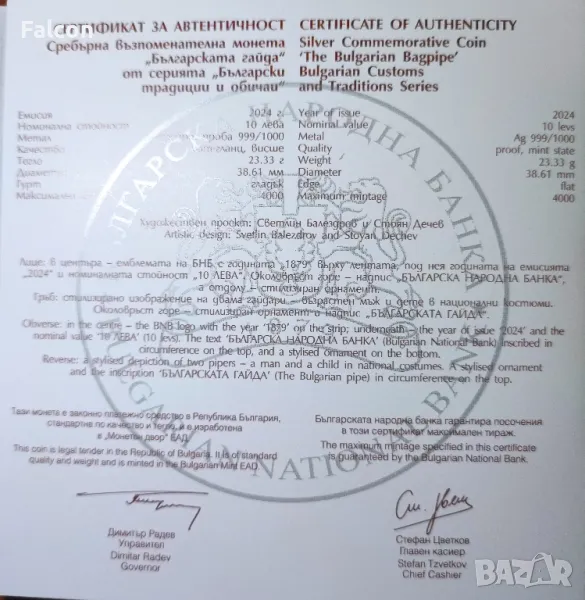 Falcon
СЕРТИФИКАТ ЗА АВТЕНТИЧНОСТ
Сребърна възпоменателна монета
„Българската гайда“
от серията „Български
традиции и обичаи“
CERTIFICATE OF AUTHENTICITY
Silver Commemorative Coin
'The Bulgarian Bagpipe'
Bulgarian Customs
and Traditions Series
Емисия 2024 г. Year of issue 2024
Номинална стойност 10 лева Nominal value 10 levs
Метал проба 999/1000 Metal Ag 999/1000
Качество гланц, висше Quality proof, mint state
Тегло 23.33 г Weight 23.33 g
Диаметър 38.61 мм Diameter 38.61 mm
Гурт гладък Edge flat
Максимален 4000 Maximum mintage 4000
Художествен проект: Светлин Балездров и Стоян Дечев
Artistic design: Svetlin Balezdrov and Stoyan Dechev
Лице: в центъра – емблемата на БНБ с годината „1879“ върху лентата, под нея годината на емисията
„2024“ и номиналната стойност „10 ЛЕВА“. Околовръст горе – надпис „БЪЛГАРСКА НАРОДНА БАНКА“,
а отдолу – стилизиран орнамент.
Гръб: стилизирано изображение на двама гайдари – възрастен мъж и дете в национални костюми.
Околовръст горе – стилизиран орнамент и надпис „БЪЛГАРСКАТА ГАЙДА“.
Obverse: in the centre – the BNB logo with the year '1879' on the strip; underneath – the year of issue '2024' and the
nominal value '10 ЛЕВА' (10 levs). The text 'БЪЛГАРСКА НАРОДНА БАНКА' (Bulgarian National Bank) inscribed in
circumference on the top, and a stylised ornament on the bottom.
Reverse: a stylised depiction of two pipers – a man and a child in national costumes. A stylised ornament
and the inscription 'БЪЛГАРСКАТА ГАЙДА' (The Bulgarian pipe) in circumference on the top.
Тази монета е законно платежно средство в Република България,
стандартна по качество и тегло, и е изработена
в „Монетен двор“ ЕАД.
This coin is legal tender in the Republic of Bulgaria. It is of standard
quality and weight and is minted in the Bulgarian Mint EAD.
Българската народна банка гарантира посочения
в този сертификат максимален тираж.
The maximum mintage specified in this certificate
is guaranteed by the Bulgarian National Bank.
Димитър Радев
Управител
Dimitar Radev
Governor
Стефан Цветков
Главен касиер
Stefan Tzvetkov
Chief Cashier
БЪЛГАРСКА НАРОДНА БАНКА
BULGARIAN NATIONAL BANK
BAZAR